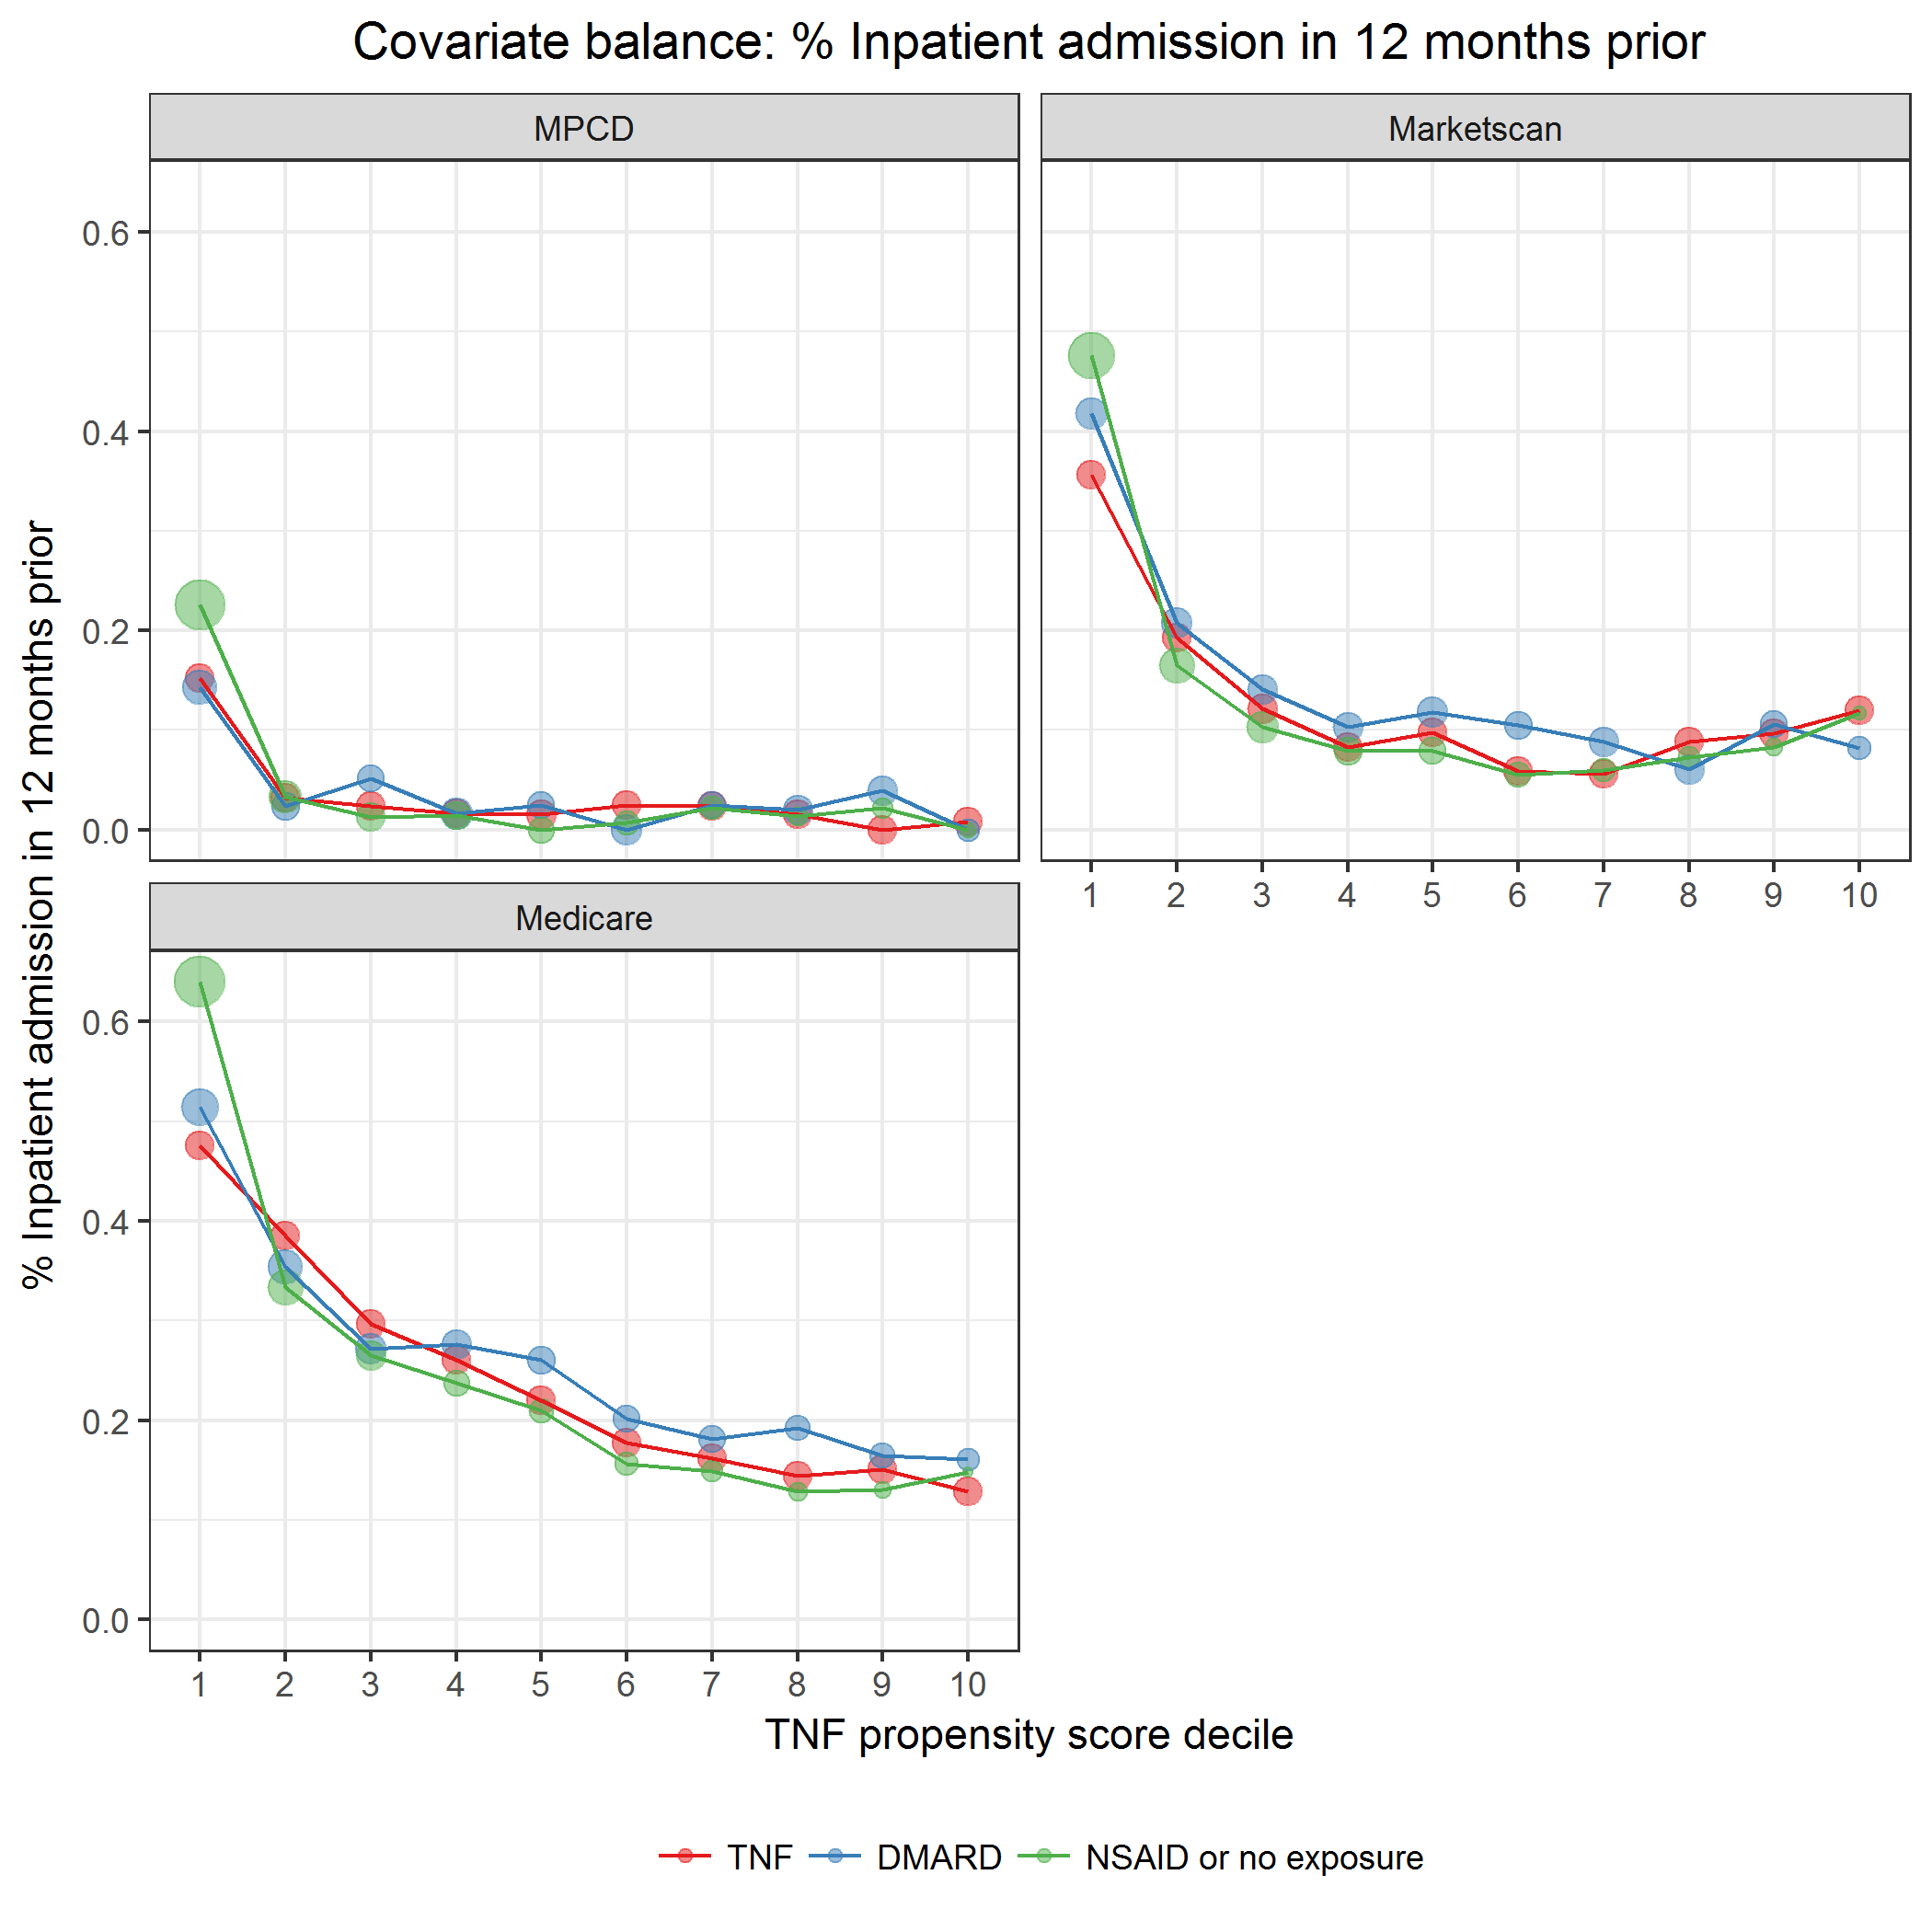 Covariate balance: % Inpatient admission in 12 months prior
MPCD
Marketscan
% Inpatient admission in 12 months prior
0.6
0.4
0.2
0.0
1 2 3 4 5 6 7 8 9 10
Medicare
0.6
0.4
0.2
0.0
1 2 3 4 5 6 7 8 9 10
TNF propensity score decile
TNF DMARD NSAID or no exposure